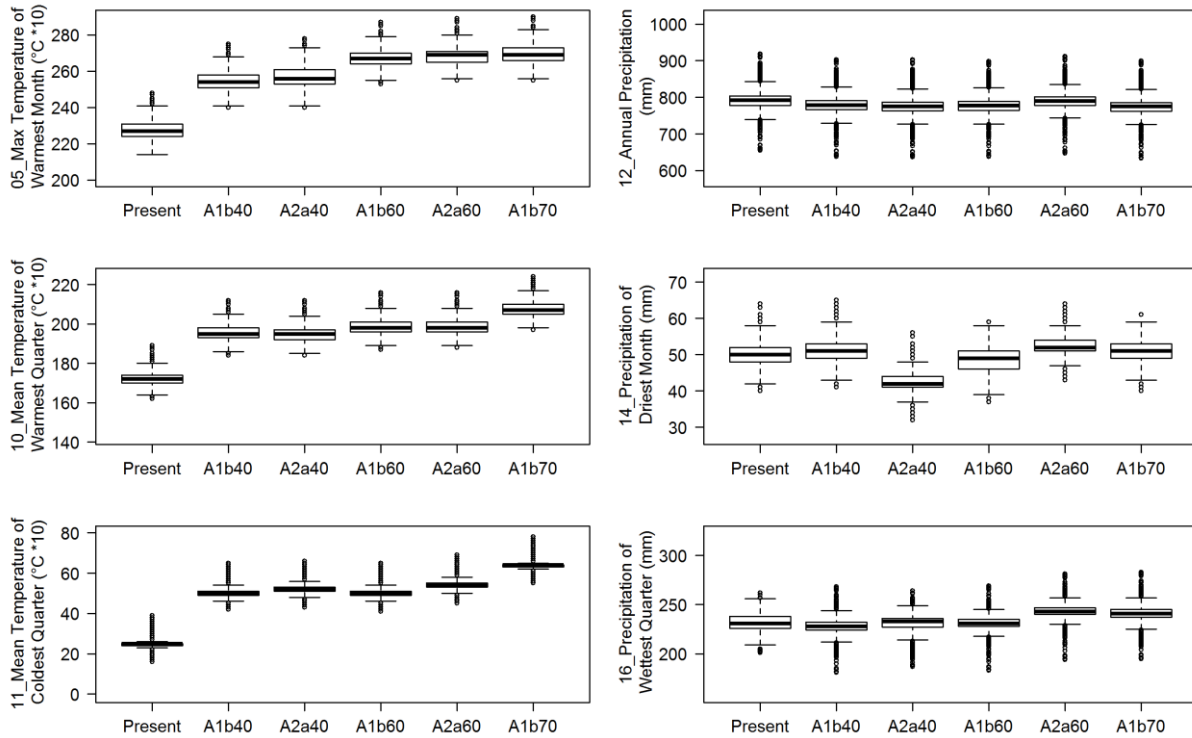 05_Max Temperature of
Warmest Month (°C *10)
280
260
240
220
200
Present A1b40 A2a40 A1b60 A2a60 A1b70
12_Annual Precipitation
(mm)
1000
900
800
700
600
Present A1b40 A2a40 A1b60 A2a60 A1b70
10_Mean Temperature of
Warmest Quarter (°C *10)
220
200
180
160
140
Present A1b40 A2a40 A1b60 A2a60 A1b70
14_Precipitation of
Driest Month (mm)
70
60
50
40
30
Present A1b40 A2a40 A1b60 A2a60 A1b70
11_Mean Temperature of
Coldest Quarter (°C *10)
80
60
40
20
0
Present A1b40 A2a40 A1b60 A2a60 A1b70
16_Precipitation of
Wettest Quarter (mm)
300
250
200
Present A1b40 A2a40 A1b60 A2a60 A1b70